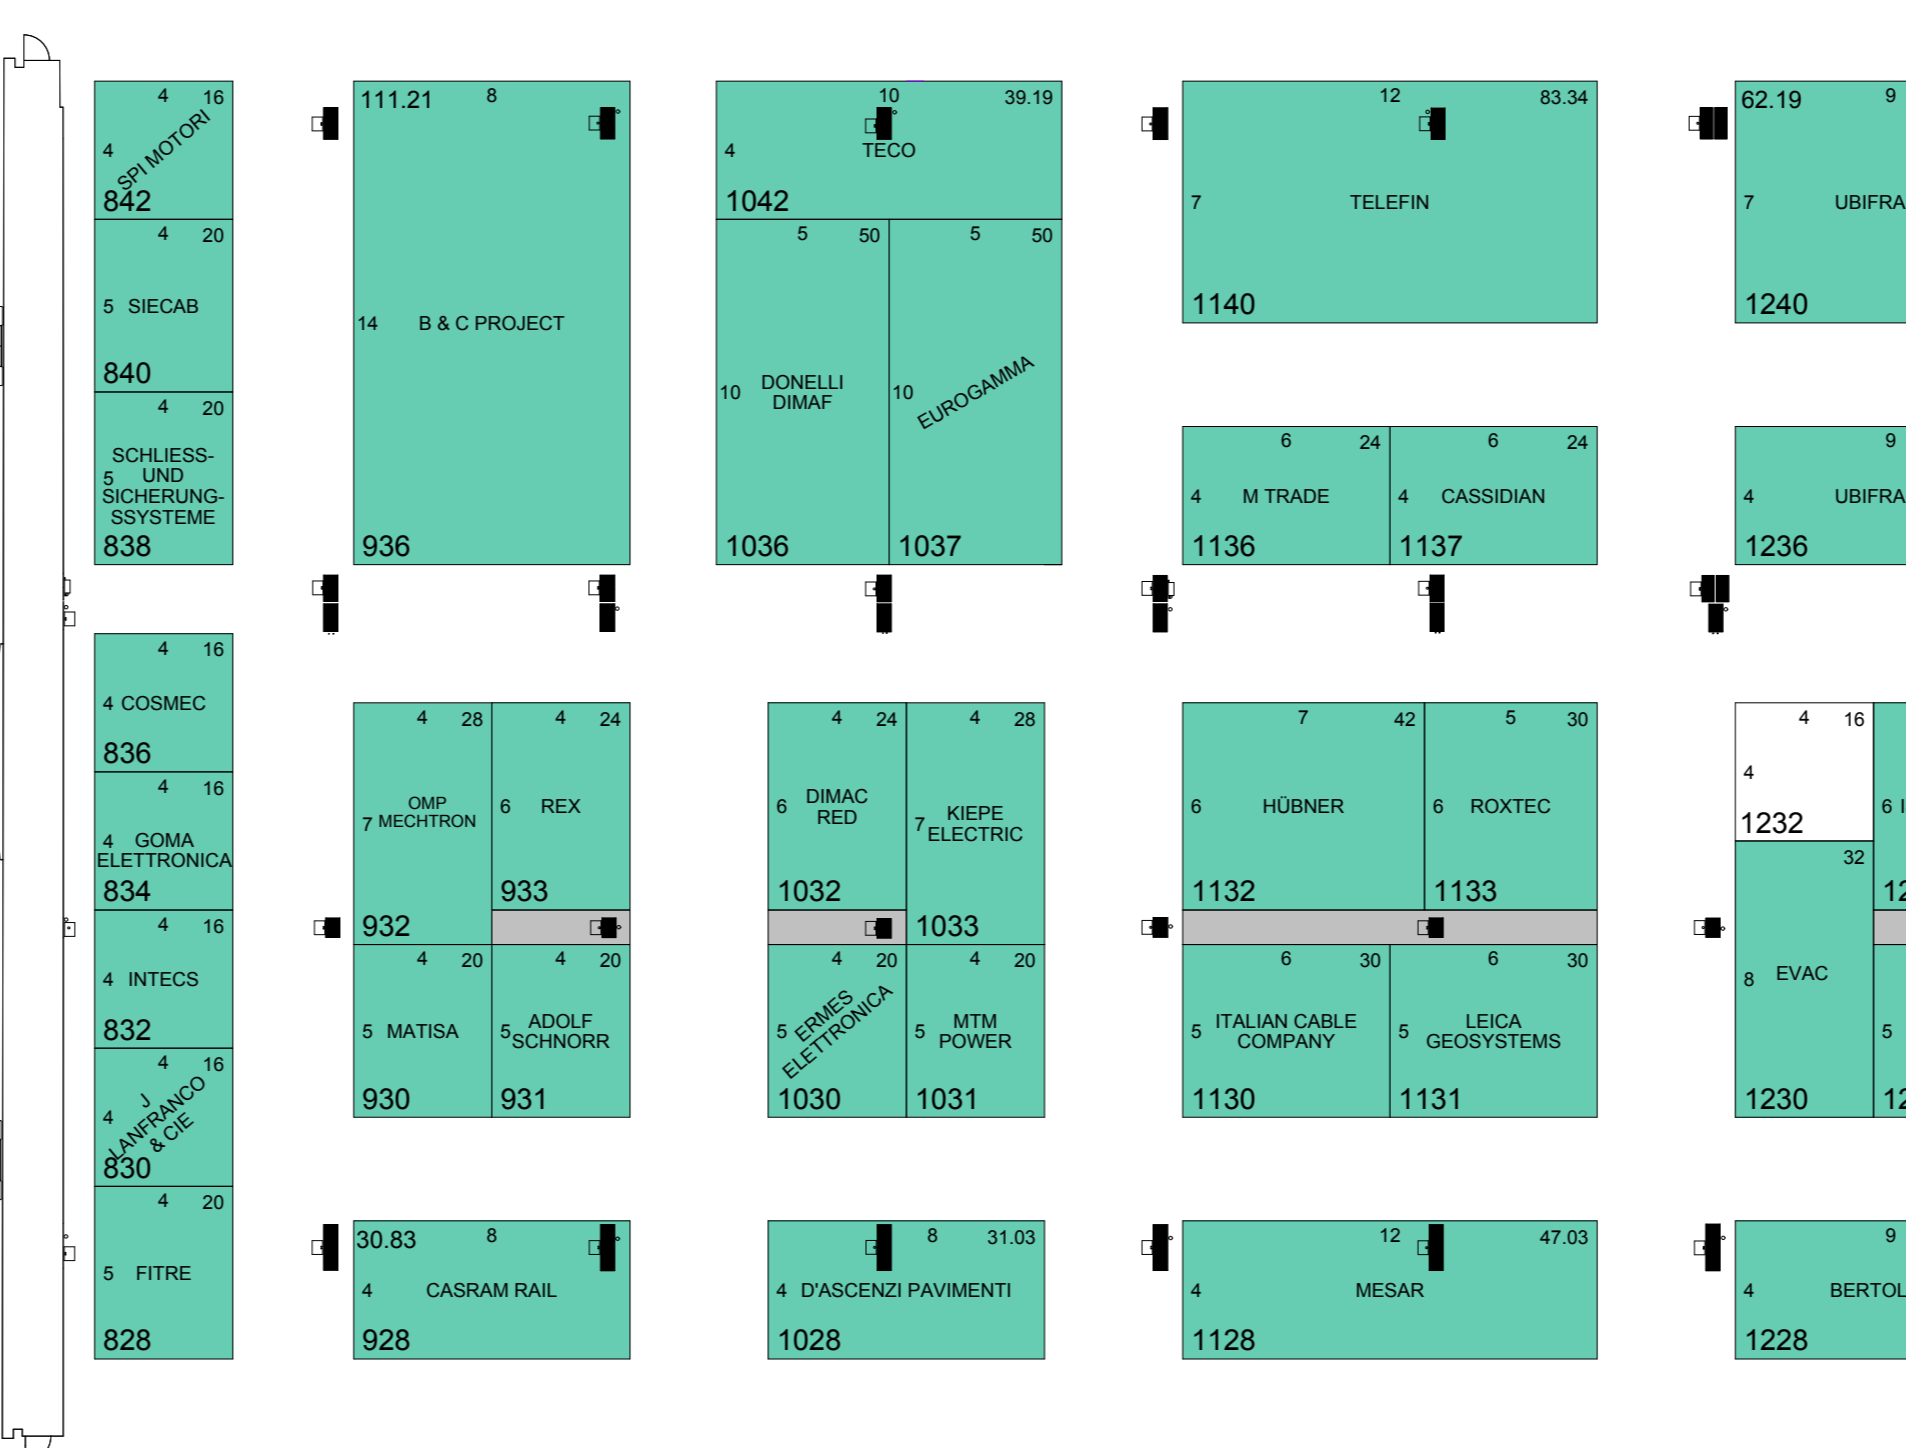 4 16
4
SPI MOTORI
842
4 20
5 SIECAB
840
4 20
SCHLIESS-
UND
5
SICHERUNG-
SSYSTEME
838
4 16
4 COSMEC
836
4 16
4 GOMA
ELETTRONICA
834
4 16
4 INTECS
832
4 16
4
J
LANFRANCO
& CIE
830
4 20
5 FITRE
828
111.21 8
14 B & C PROJECT
936
4 28
OMP
7 MECHTRON
932
4 24
6 REX
933
4 20
5 MATISA
930
4 20
ADOLF
5 SCHNORR
931
30.83 8
4 CASRAM RAIL
928
10 39.19
4 TECO
1042
5 50
10 DONELLI
DIMAF
1036
5 50
10 EUROGAMMA
1037
4 24
6 DIMAC
RED
1032
4 28
7 KIEPE
ELECTRIC
1033
4 20
5 ERMES
ELETTRONICA
1030
4 20
5 MTM
POWER
1031
8 31.03
4 D'ASCENZI PAVIMENTI
1028
12 83.34
7 TELEFIN
1140
6 24
4 M TRADE
1136
6 24
4 CASSIDIAN
1137
7 42
6 HÜBNER
1132
5 30
6 ROXTEC
1133
6 30
5 ITALIAN CABLE
COMPANY
1130
6 30
5 LEICA
GEOSYSTEMS
1131
12 47.03
4 MESAR
1128
62.19 9
7 UBIFRA
1240
9
4 UBIFRA
1236
4 16
4
1232
32
8 EVAC
1230
6
5
9
4 BERTOL
1228